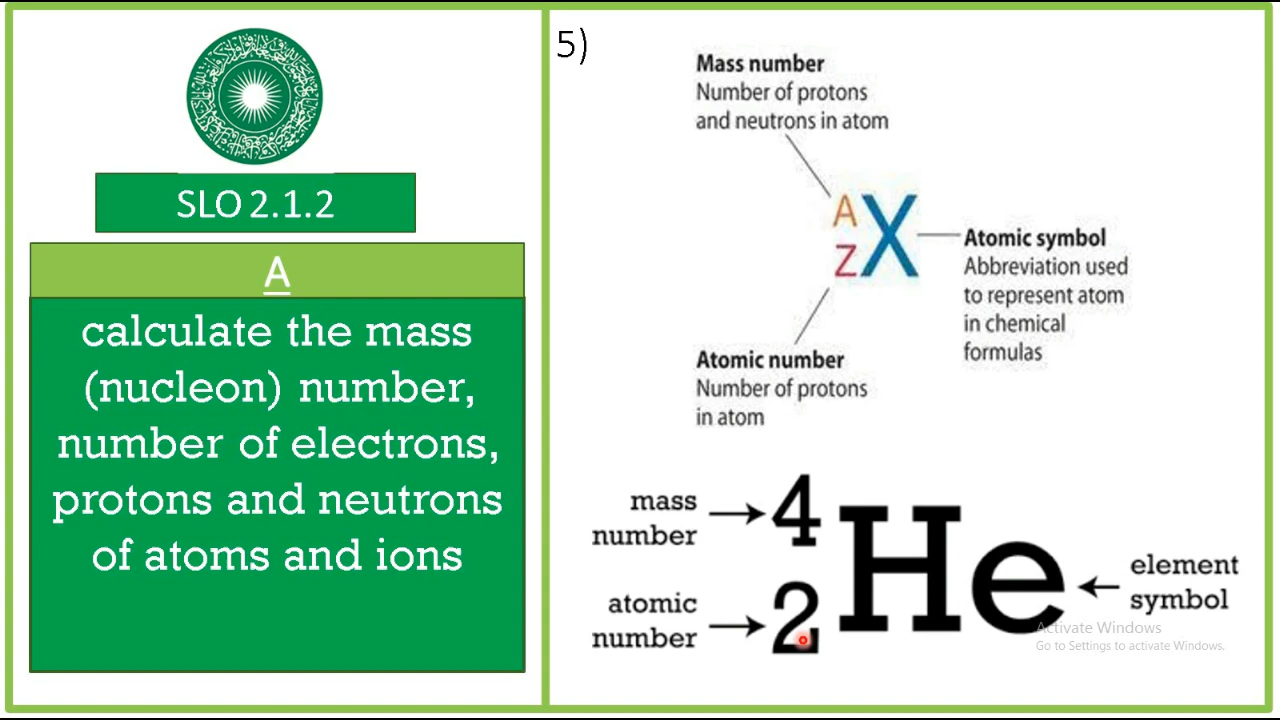 SLO 2.1.2
A
calculate the mass
(nucleon) number,
number of electrons,
protons and neutrons
of atoms and ions
5)
Mass number
Number of protons
and neutrons in atom
A
Z
X
Atomic symbol
Abbreviation used
to represent atom
in chemical
formulas
Atomic number
Number of protons
in atom
mass
number
4
He
atomic
number
2
element
symbol
Activate Windows
Go to Settings to activate Windows.